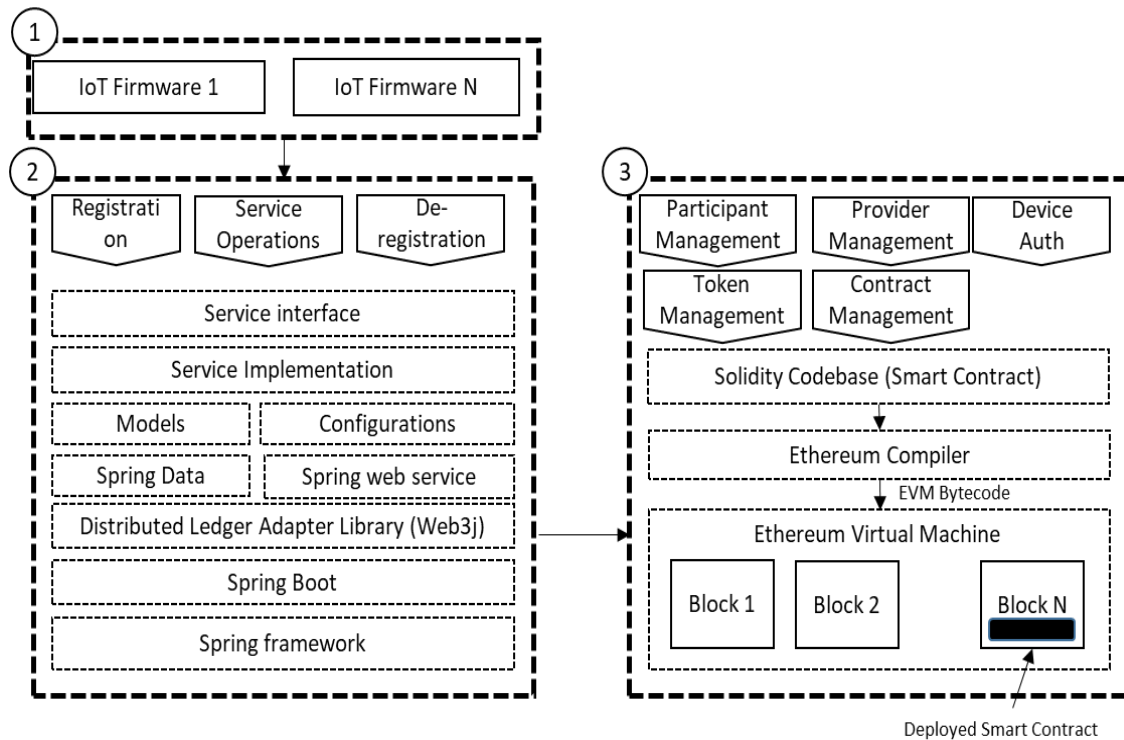 1
IoT Firmware 1
IoT Firmware N
2
Registrati
on
Service
Operations
De-
registration
Service interface
Service Implementation
Models
Configurations
Spring Data
Spring web service
Distributed Ledger Adapter Library (Web3j)
Spring Boot
Spring framework
3
Participant
Management
Provider
Management
Device
Auth
Token
Management
Contract
Management
Solidity Codebase (Smart Contract)
Ethereum Compiler
EVM Bytecode
Ethereum Virtual Machine
Block 1
Block 2
Block N
Deployed Smart Contract